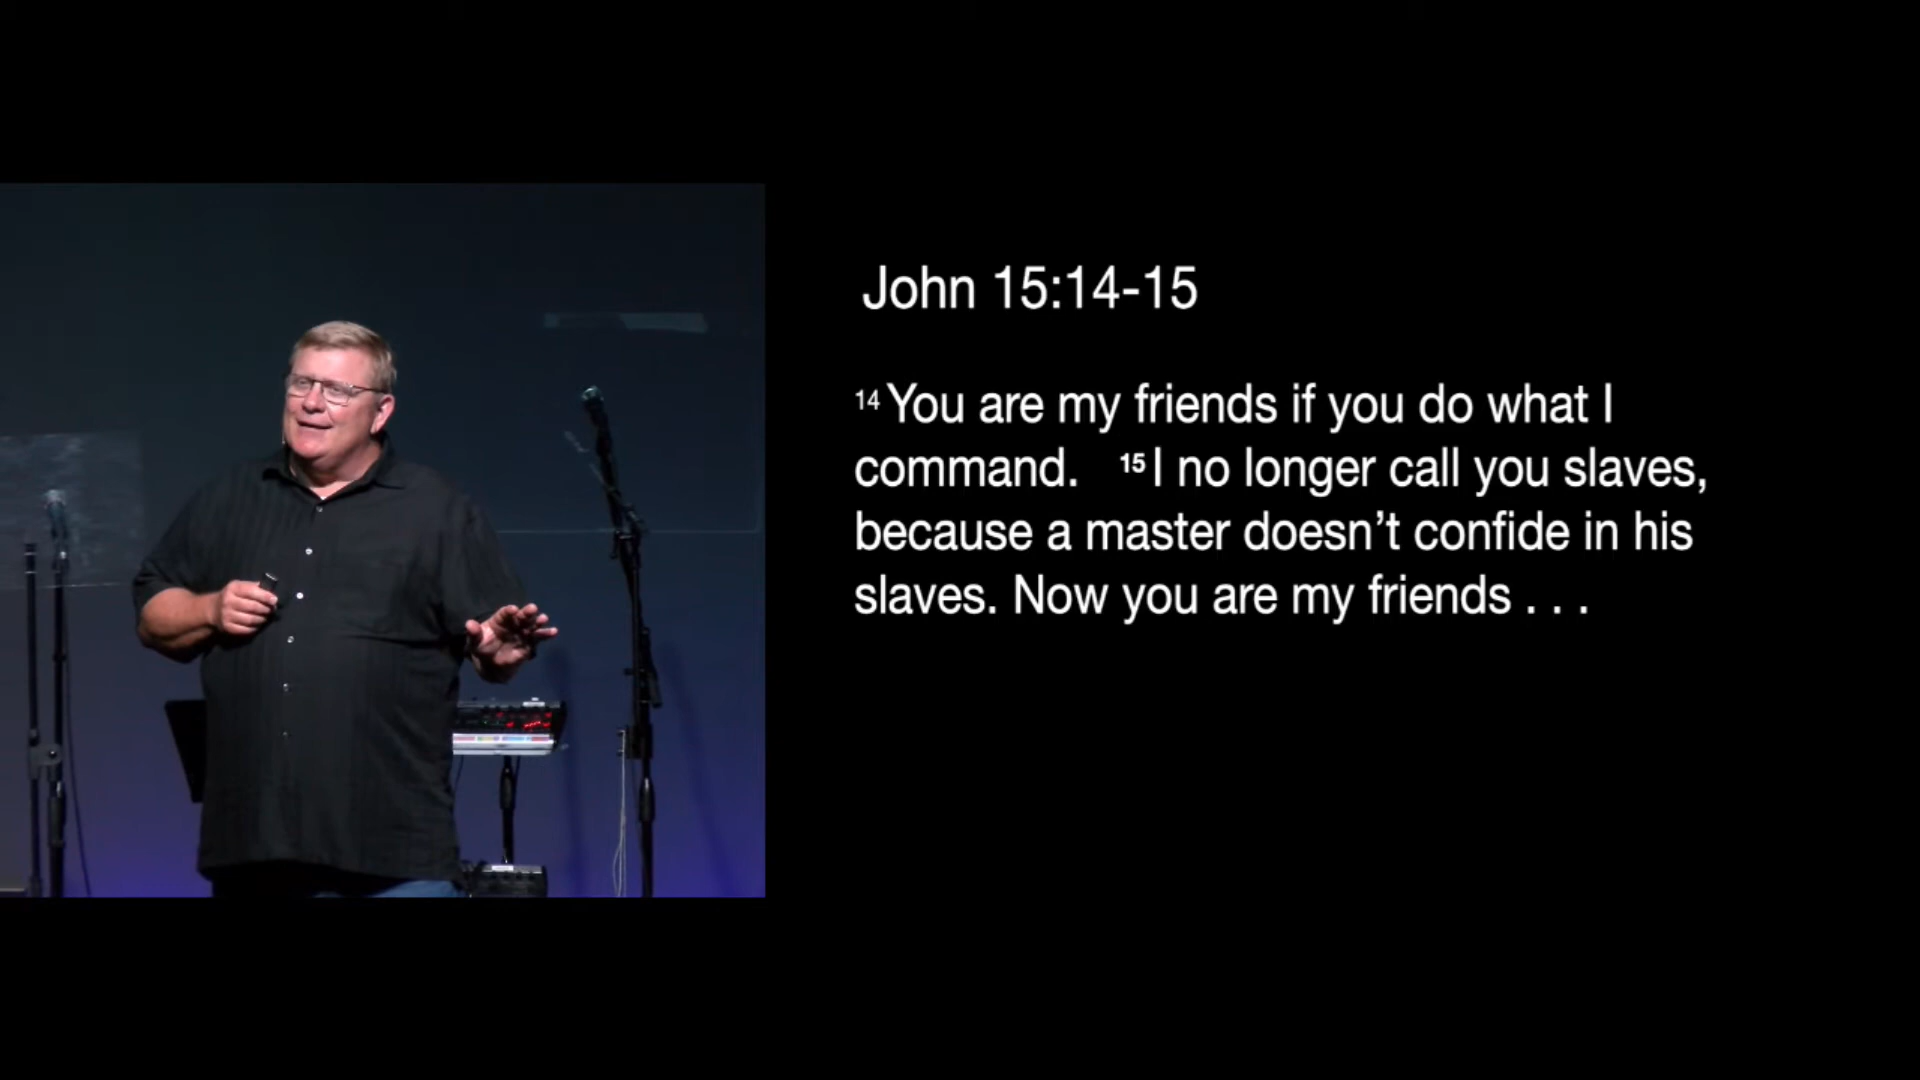 John 15:14-15
14 You are my friends if you do what I
command. 15 I no longer call you slaves,
because a master doesn’t confide in his
slaves. Now you are my friends . . .